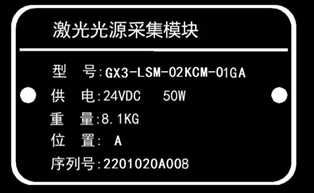 激光光源采集模块
型 号:GX3-LSM-02KCM-01GA
供 电:24VDC 50W
重 量:8.1KG
位 置: A
序列号:2201020A008